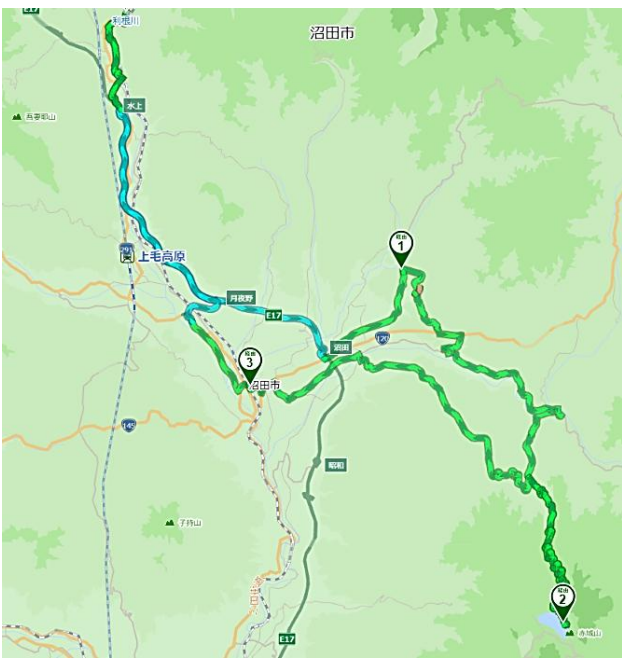 E17
利根川
沼田市
水上
吾妻耶山
291
上毛高原
月夜野
E17
経由
1
120
沼田
経由
3
沼田市
145
昭和
子持山
E17
経由
2
赤城山